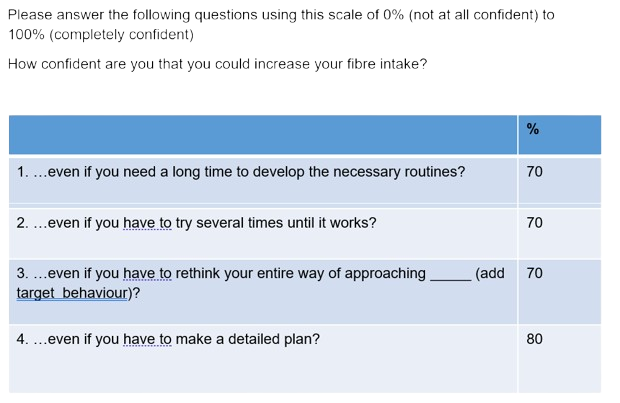 Please answer the following questions using this scale of 0% (not at all confident) to
100% (completely confident)
How confident are you that you could increase your fibre intake?
%
1. …even if you need a long time to develop the necessary routines? 70
2. …even if you have to try several times until it works? 70
3. …even if you have to rethink your entire way of approaching _____ (add 70
target behaviour)?
4. …even if you have to make a detailed plan? 80